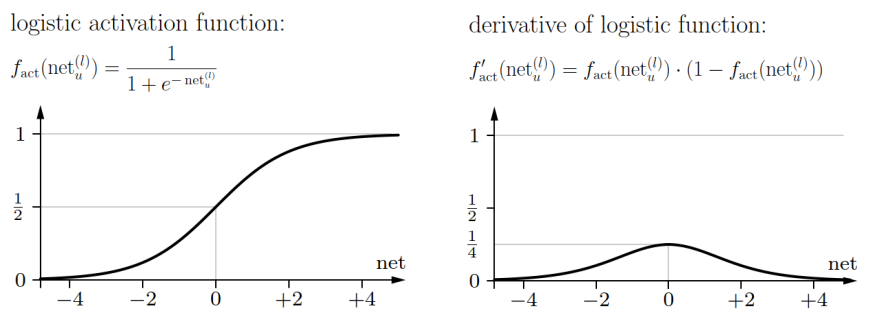 logistic activation function:
f_act(net_u^(l)) = 1 / (1 + e^(− net_u^(l)))
1
1/2
0
net
−4 −2 0 +2 +4
derivative of logistic function:
f′_act(net_u^(l)) = f_act(net_u^(l)) · (1 − f_act(net_u^(l)))
1
1/2
1/4
0
net
−4 −2 0 +2 +4